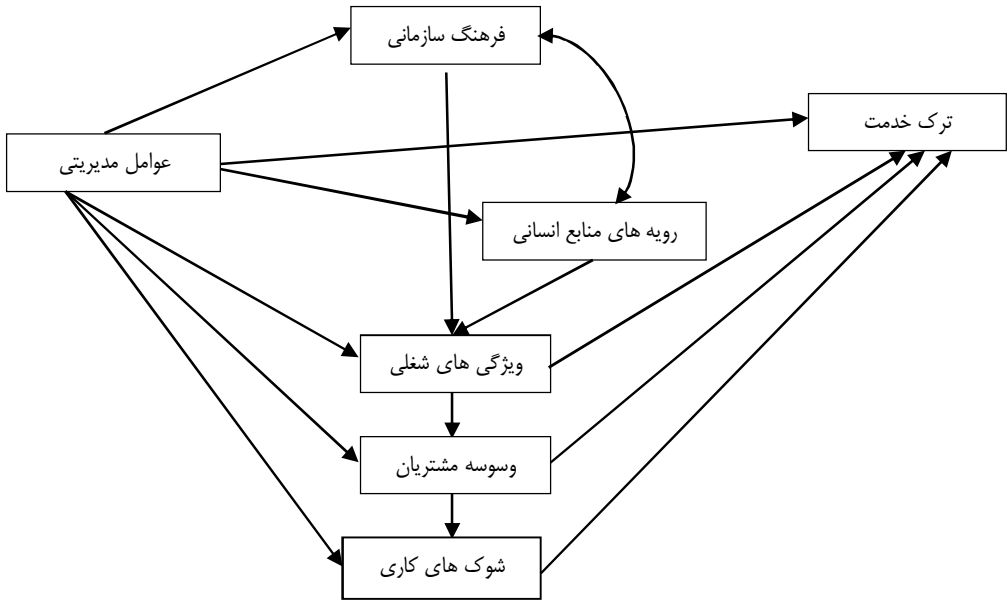 فرهنگ سازمانی
ترک خدمت
عوامل مدیریتی
رویه های منابع انسانی
ویژگی های شغلی
وسوسه مشتریان
شوک های کاری